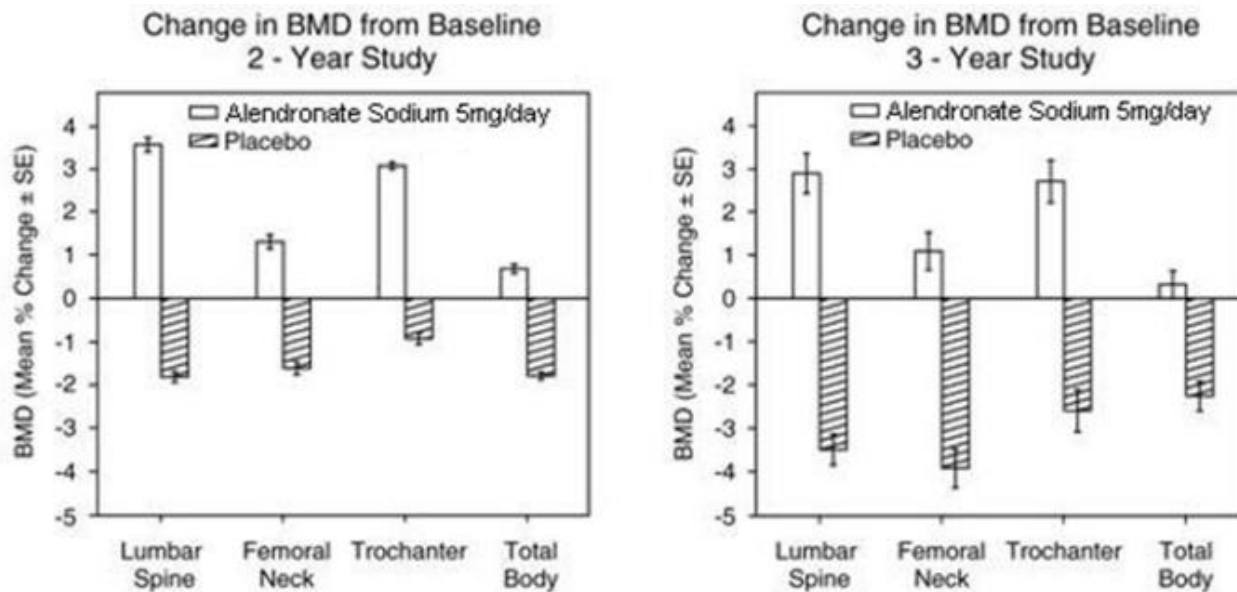 Change in BMD from Baseline
2 - Year Study
Alendronate Sodium 5mg/day
Placebo
BMD (Mean % Change ± SE)
4
3
2
1
0
-1
-2
-3
-4
-5
Lumbar Spine
Femoral Neck
Trochanter
Total Body
Change in BMD from Baseline
3 - Year Study
Alendronate Sodium 5mg/day
Placebo
BMD (Mean % Change ± SE)
4
3
2
1
0
-1
-2
-3
-4
-5
Lumbar Spine
Femoral Neck
Trochanter
Total Body